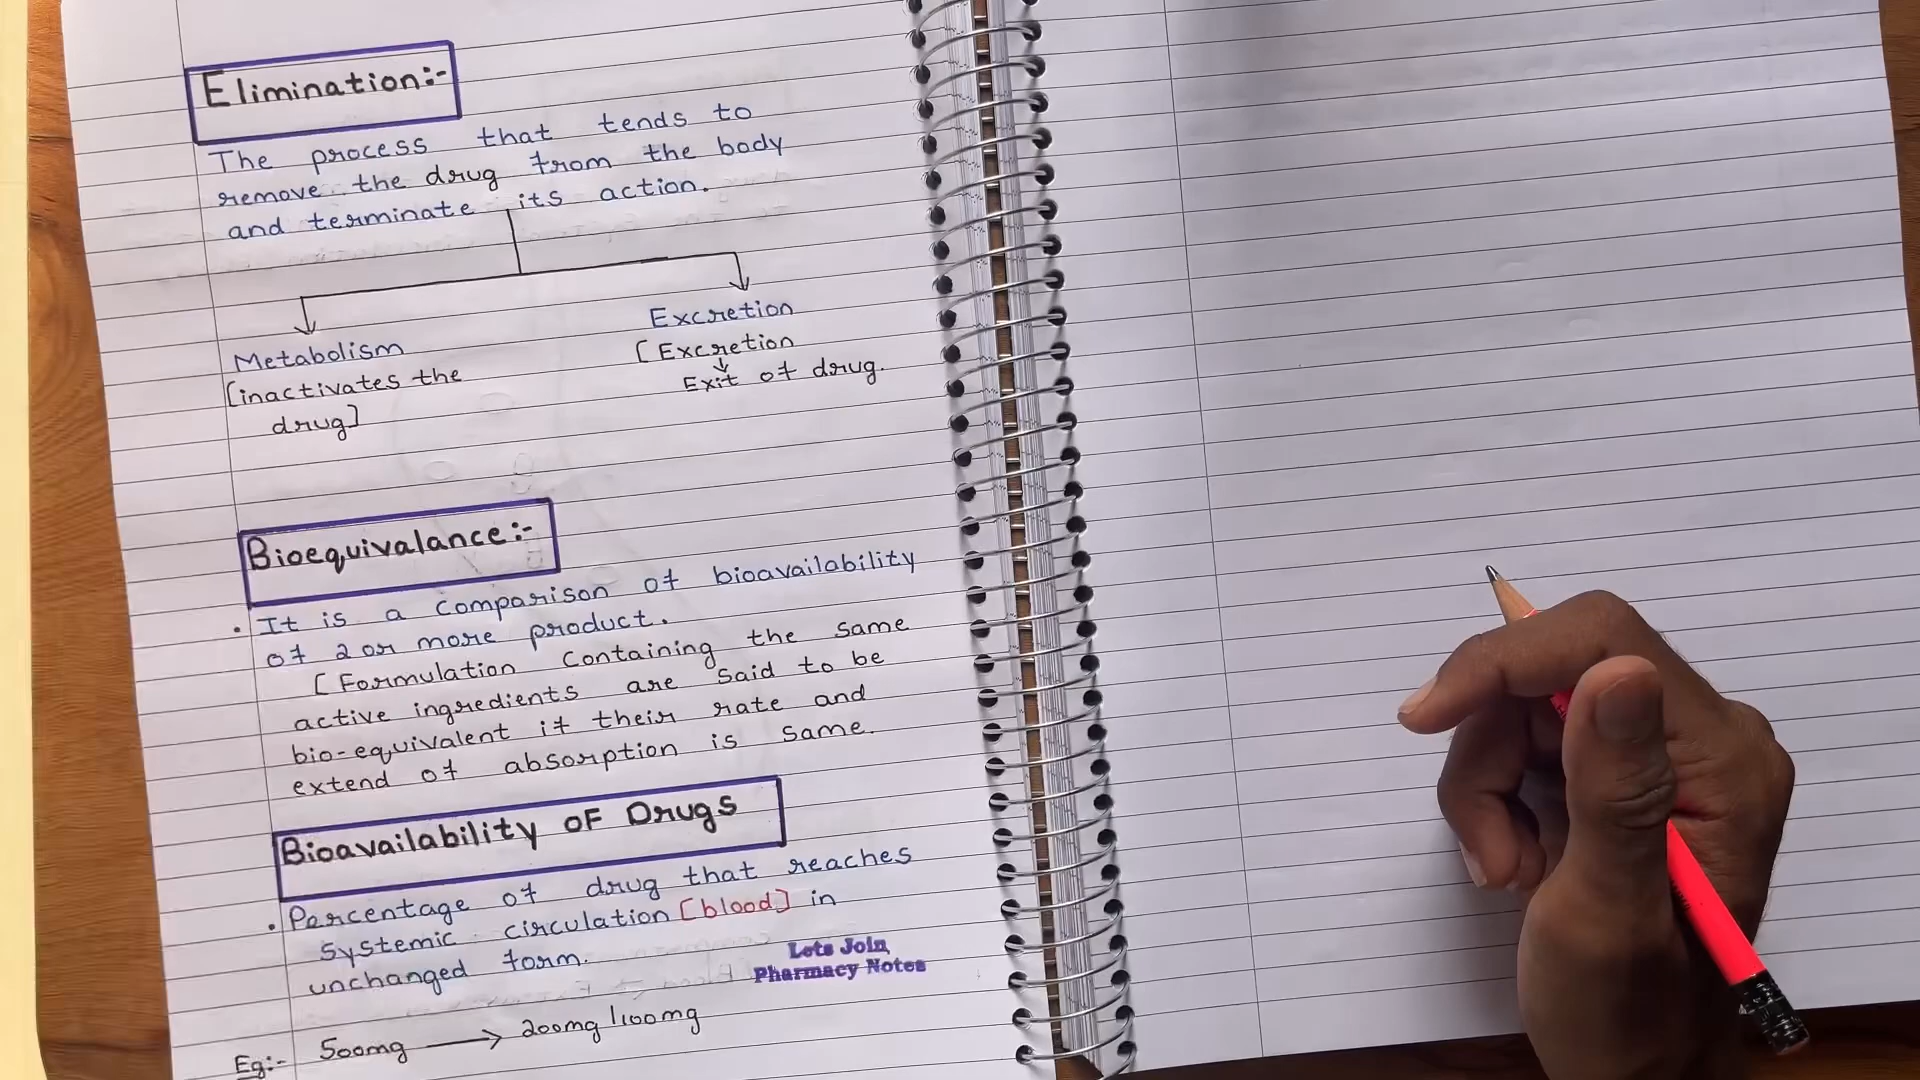 Elimination:-
The process that tends to
remove the drug from the body
and terminate its action.
Metabolism
[inactivates the
drug]
Excretion
[Excretion
Exit of drug.
Bioequivalance:-
• It is a comparison of bioavailability
of 2 or more product.
[Formulation containing the same
active ingredients are said to be
bio-equivalent if their rate and
extend of absorption is same.
Bioavailability OF Drugs
• Percentage of drug that reaches
systemic circulation [blood] in
unchanged form.
Lets Join
Pharmacy Notes
Eg:- 500mg → 200mg 1100mg